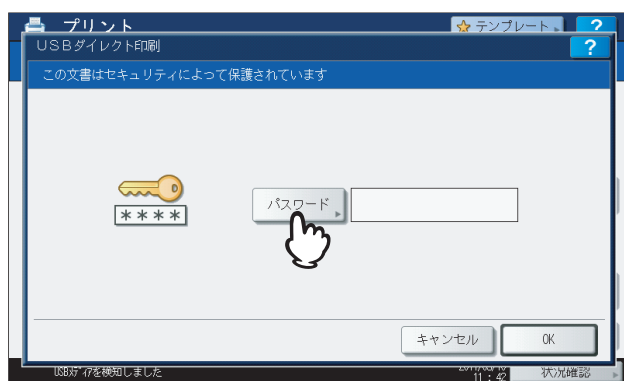 プリント
テンプレート
?
USBダイレクト印刷
?
この文書はセキュリティによって保護されています
****
パスワード
キャンセル
OK
USBﾒﾃﾞｨｱを検知しました
11:42
状況確認